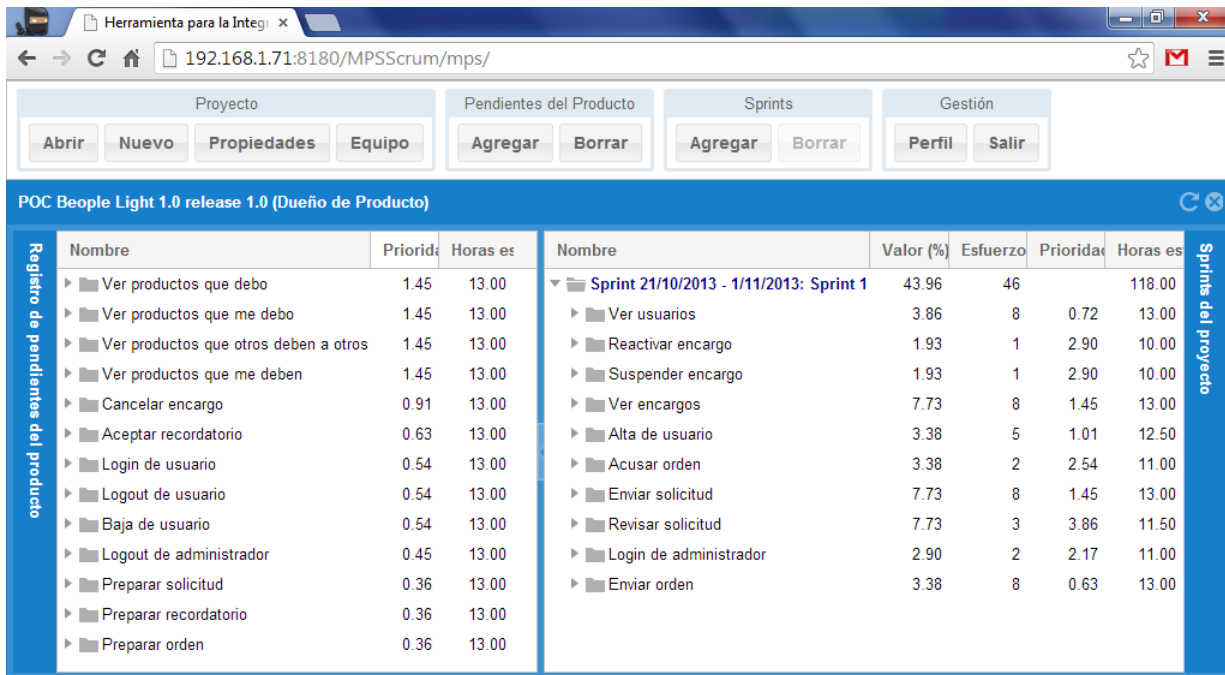 Herramienta para la Integr
192.168.1.71:8180/MPSScrum/mps/
Proyecto Pendientes del Producto Sprints Gestión
Abrir Nuevo Propiedades Equipo Agregar Borrar Agregar Borrar Perfil Salir
POC Beople Light 1.0 release 1.0 (Dueño de Producto)
Registro de pendientes del producto
Nombre Priorida Horas es
Ver productos que debo 1.45 13.00
Ver productos que me debo 1.45 13.00
Ver productos que otros deben a otros 1.45 13.00
Ver productos que me deben 1.45 13.00
Cancelar encargo 0.91 13.00
Aceptar recordatorio 0.63 13.00
Login de usuario 0.54 13.00
Logout de usuario 0.54 13.00
Baja de usuario 0.54 13.00
Logout de administrador 0.45 13.00
Preparar solicitud 0.36 13.00
Preparar recordatorio 0.36 13.00
Preparar orden 0.36 13.00
Nombre Valor (%) Esfuerzo Prioridad Horas es
Sprint 21/10/2013 - 1/11/2013: Sprint 1 43.96 46 118.00
Ver usuarios 3.86 8 0.72 13.00
Reactivar encargo 1.93 1 2.90 10.00
Suspender encargo 1.93 1 2.90 10.00
Ver encargos 7.73 8 1.45 13.00
Alta de usuario 3.38 5 1.01 12.50
Acusar orden 3.38 2 2.54 11.00
Enviar solicitud 7.73 8 1.45 13.00
Revisar solicitud 7.73 3 3.86 11.50
Login de administrador 2.90 2 2.17 11.00
Enviar orden 3.38 8 0.63 13.00
Sprints del proyecto